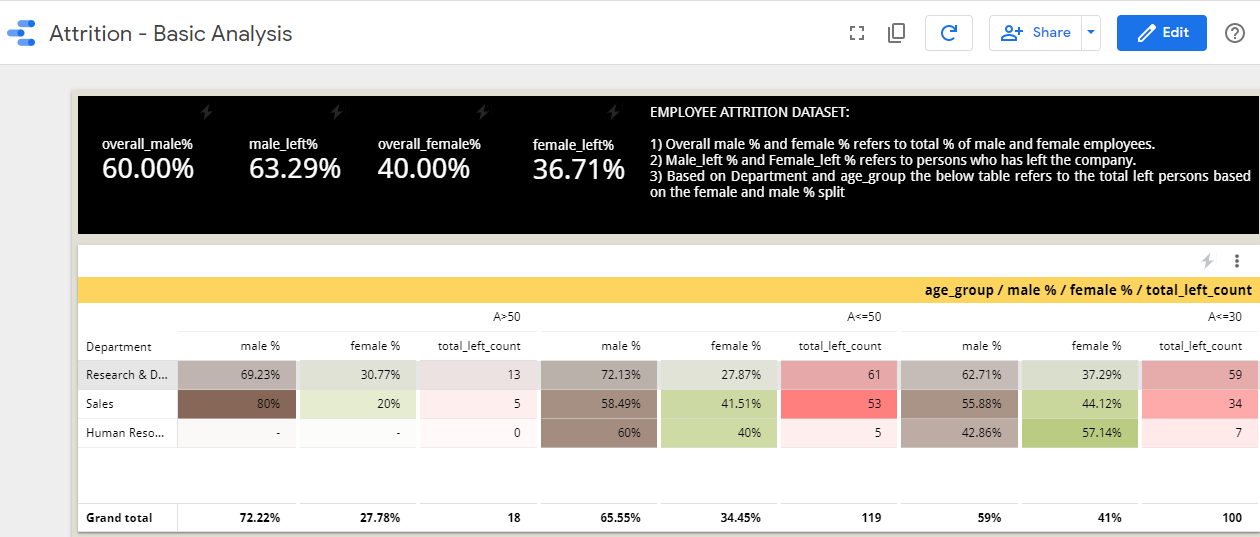 Attrition - Basic Analysis
Share
Edit
overall_male%
60.00%
male_left%
63.29%
overall_female%
40.00%
female_left%
36.71%
EMPLOYEE ATTRITION DATASET:
1) Overall male % and female % refers to total % of male and female employees.
2) Male_left % and Female_left % refers to persons who has left the company.
3) Based on Department and age_group the below table refers to the total left persons based
on the female and male % split
age_group / male % / female % / total_left_count
A>50 A<=50 A<=30
Department male % female % total_left_count male % female % total_left_count male % female % total_left_count
Research & D... 69.23% 30.77% 13 72.13% 27.87% 61 62.71% 37.29% 59
Sales 80% 20% 5 58.49% 41.51% 53 55.88% 44.12% 34
Human Reso... - - 0 60% 40% 5 42.86% 57.14% 7
Grand total 72.22% 27.78% 18 65.55% 34.45% 119 59% 41% 100